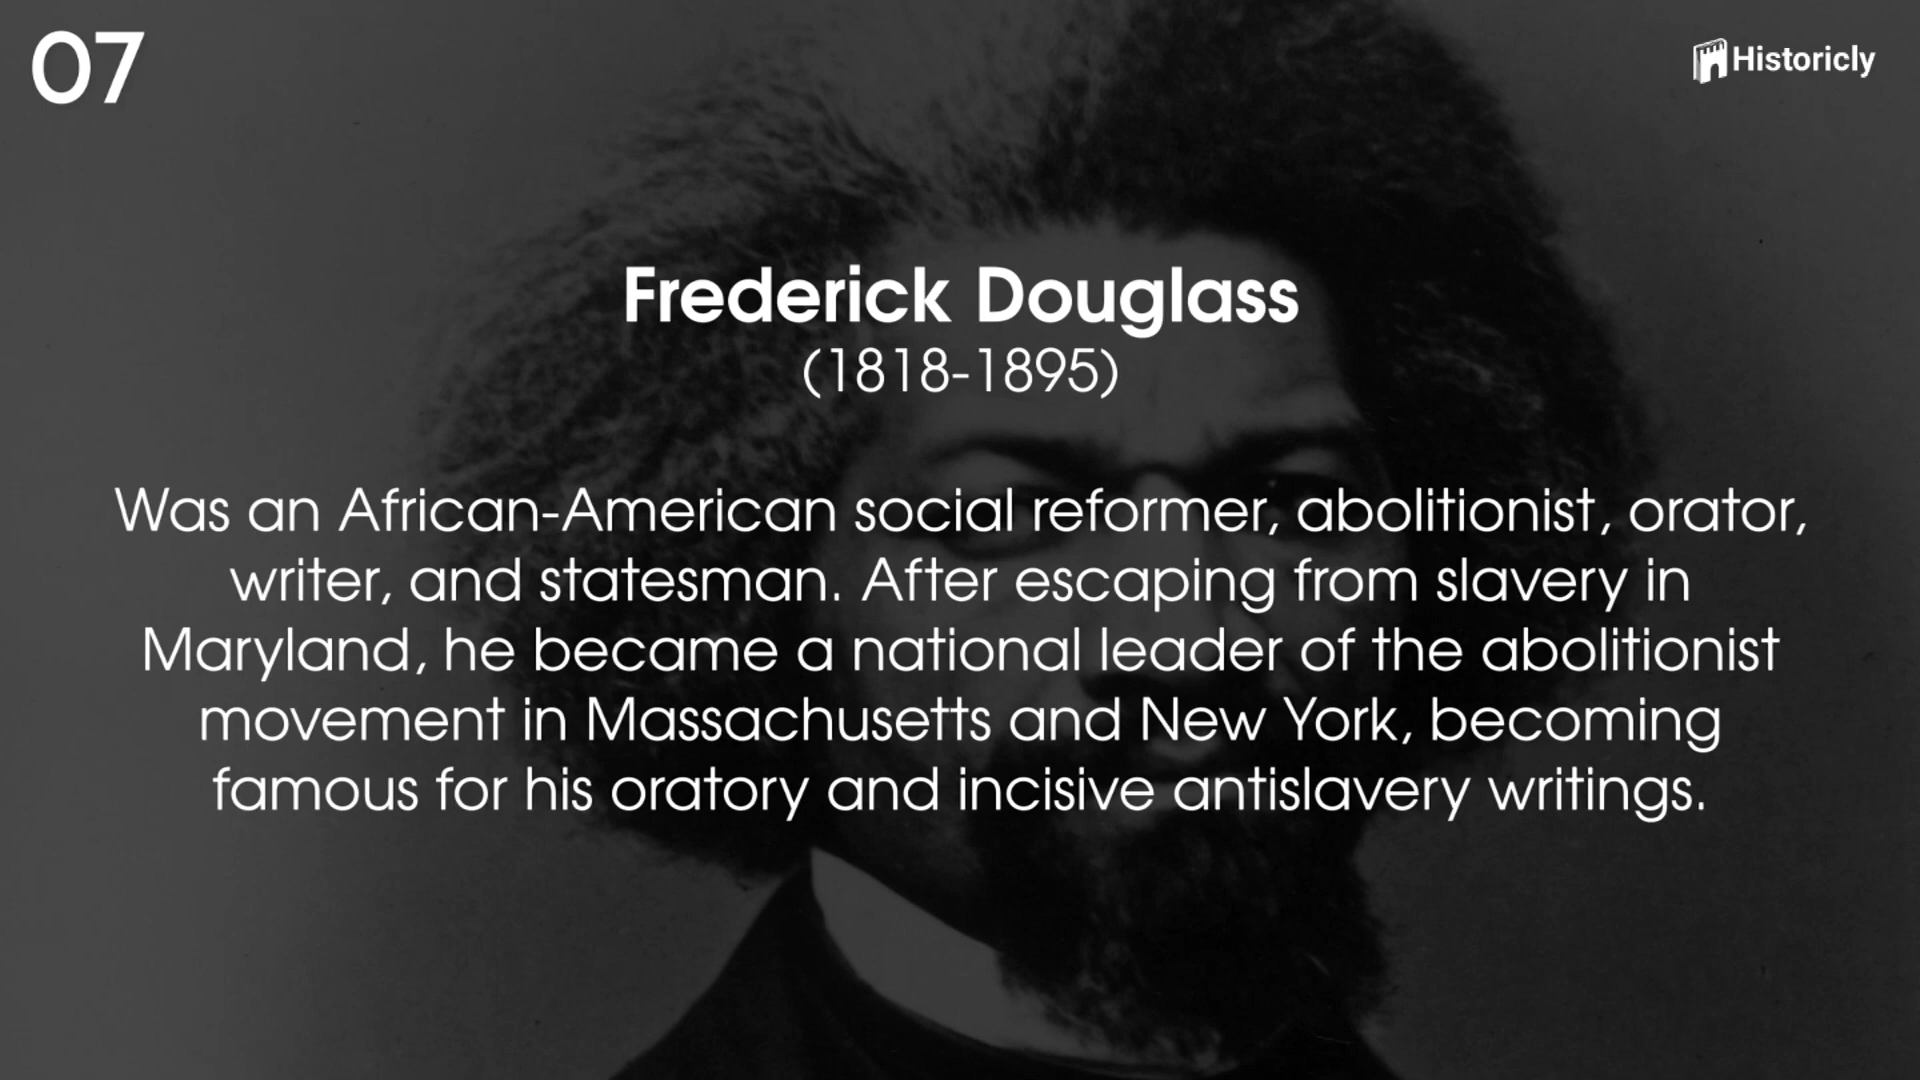 07
Historicly
Frederick Douglass
(1818-1895)
Was an African-American social reformer, abolitionist, orator,
writer, and statesman. After escaping from slavery in
Maryland, he became a national leader of the abolitionist
movement in Massachusetts and New York, becoming
famous for his oratory and incisive antislavery writings.